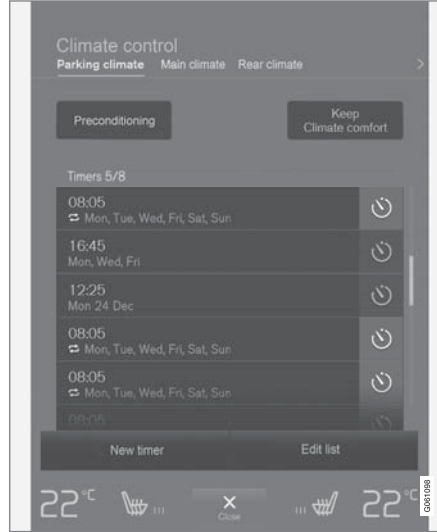 Climate control
Parking climate Main climate Rear climate
Preconditioning
Keep
Climate comfort
Timers 5/8
08:05
Mon, Tue, Wed, Fri, Sat, Sun
16:45
Mon, Wed, Fri
12:25
Mon 24 Dec
08:05
Mon, Tue, Wed, Fri, Sat, Sun
08:05
Mon, Tue, Wed, Fri, Sat, Sun
08:05
New timer Edit list
22°C Close 22°C
G061098